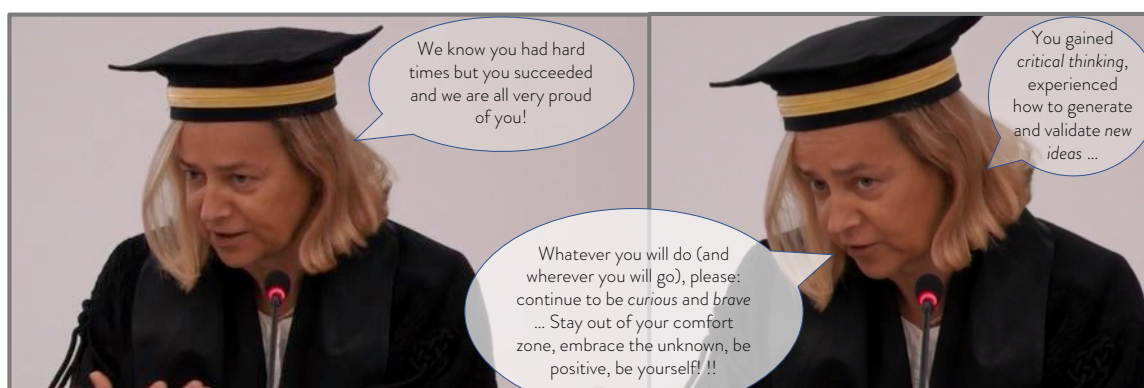 We know you had hard
times but you succeeded
and we are all very proud
of you!
You gained
critical thinking,
experienced
how to generate
and validate new
ideas ...
Whatever you will do (and
wherever you will go), please:
continue to be curious and brave
... Stay out of your comfort
zone, embrace the unknown, be
positive, be yourself! !!